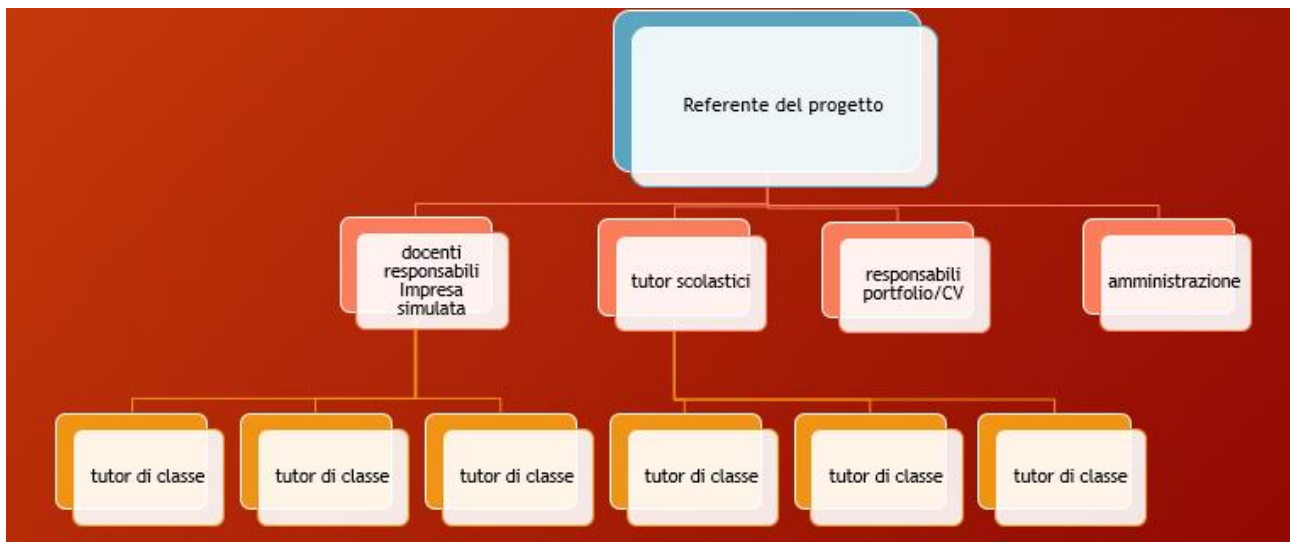 Referente del progetto
docenti
responsabili
Impresa
simulata
tutor scolastici
responsabili
portfolio/CV
amministrazione
tutor di classe
tutor di classe
tutor di classe
tutor di classe
tutor di classe
tutor di classe